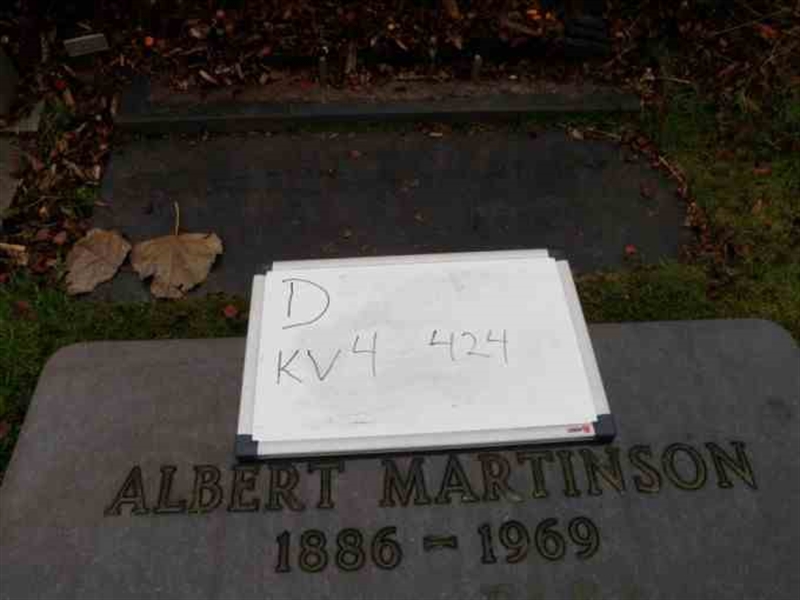 D
KV4 424
ALBERT MARTINSON
1886 – 1969